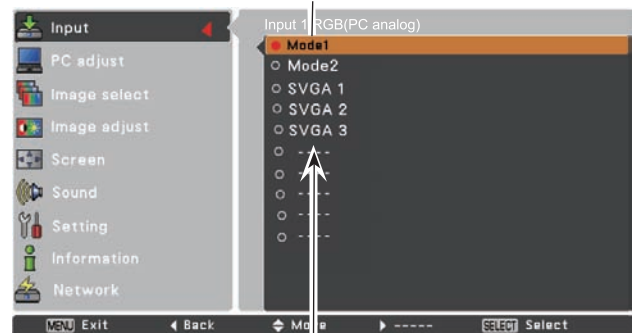 Input
PC adjust
Image select
Image adjust
Screen
Sound
Setting
Information
Network
Input 1 RGB(PC analog)
Mode1
Mode2
SVGA 1
SVGA 2
SVGA 3
----
----
----
----
----
MENU Exit
Back
Move
-----
SELECT Select